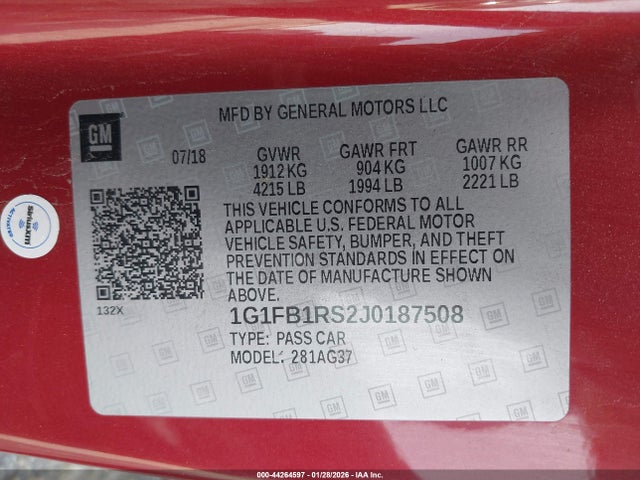 MFD BY GENERAL MOTORS LLC
GM
07/18
GVWR
1912 KG
4215 LB
GAWR FRT
904 KG
1994 LB
GAWR RR
1007 KG
2221 LB
THIS VEHICLE CONFORMS TO ALL
APPLICABLE U.S. FEDERAL MOTOR
VEHICLE SAFETY, BUMPER, AND THEFT
PREVENTION STANDARDS IN EFFECT ON
THE DATE OF MANUFACTURE SHOWN ABOVE.
132X
1G1FB1RS2J0187508
TYPE: PASS CAR
MODEL: 281AG37
SiriusXM
ACTIVATED
000-44264597 - 01/28/2026 - IAA Inc.